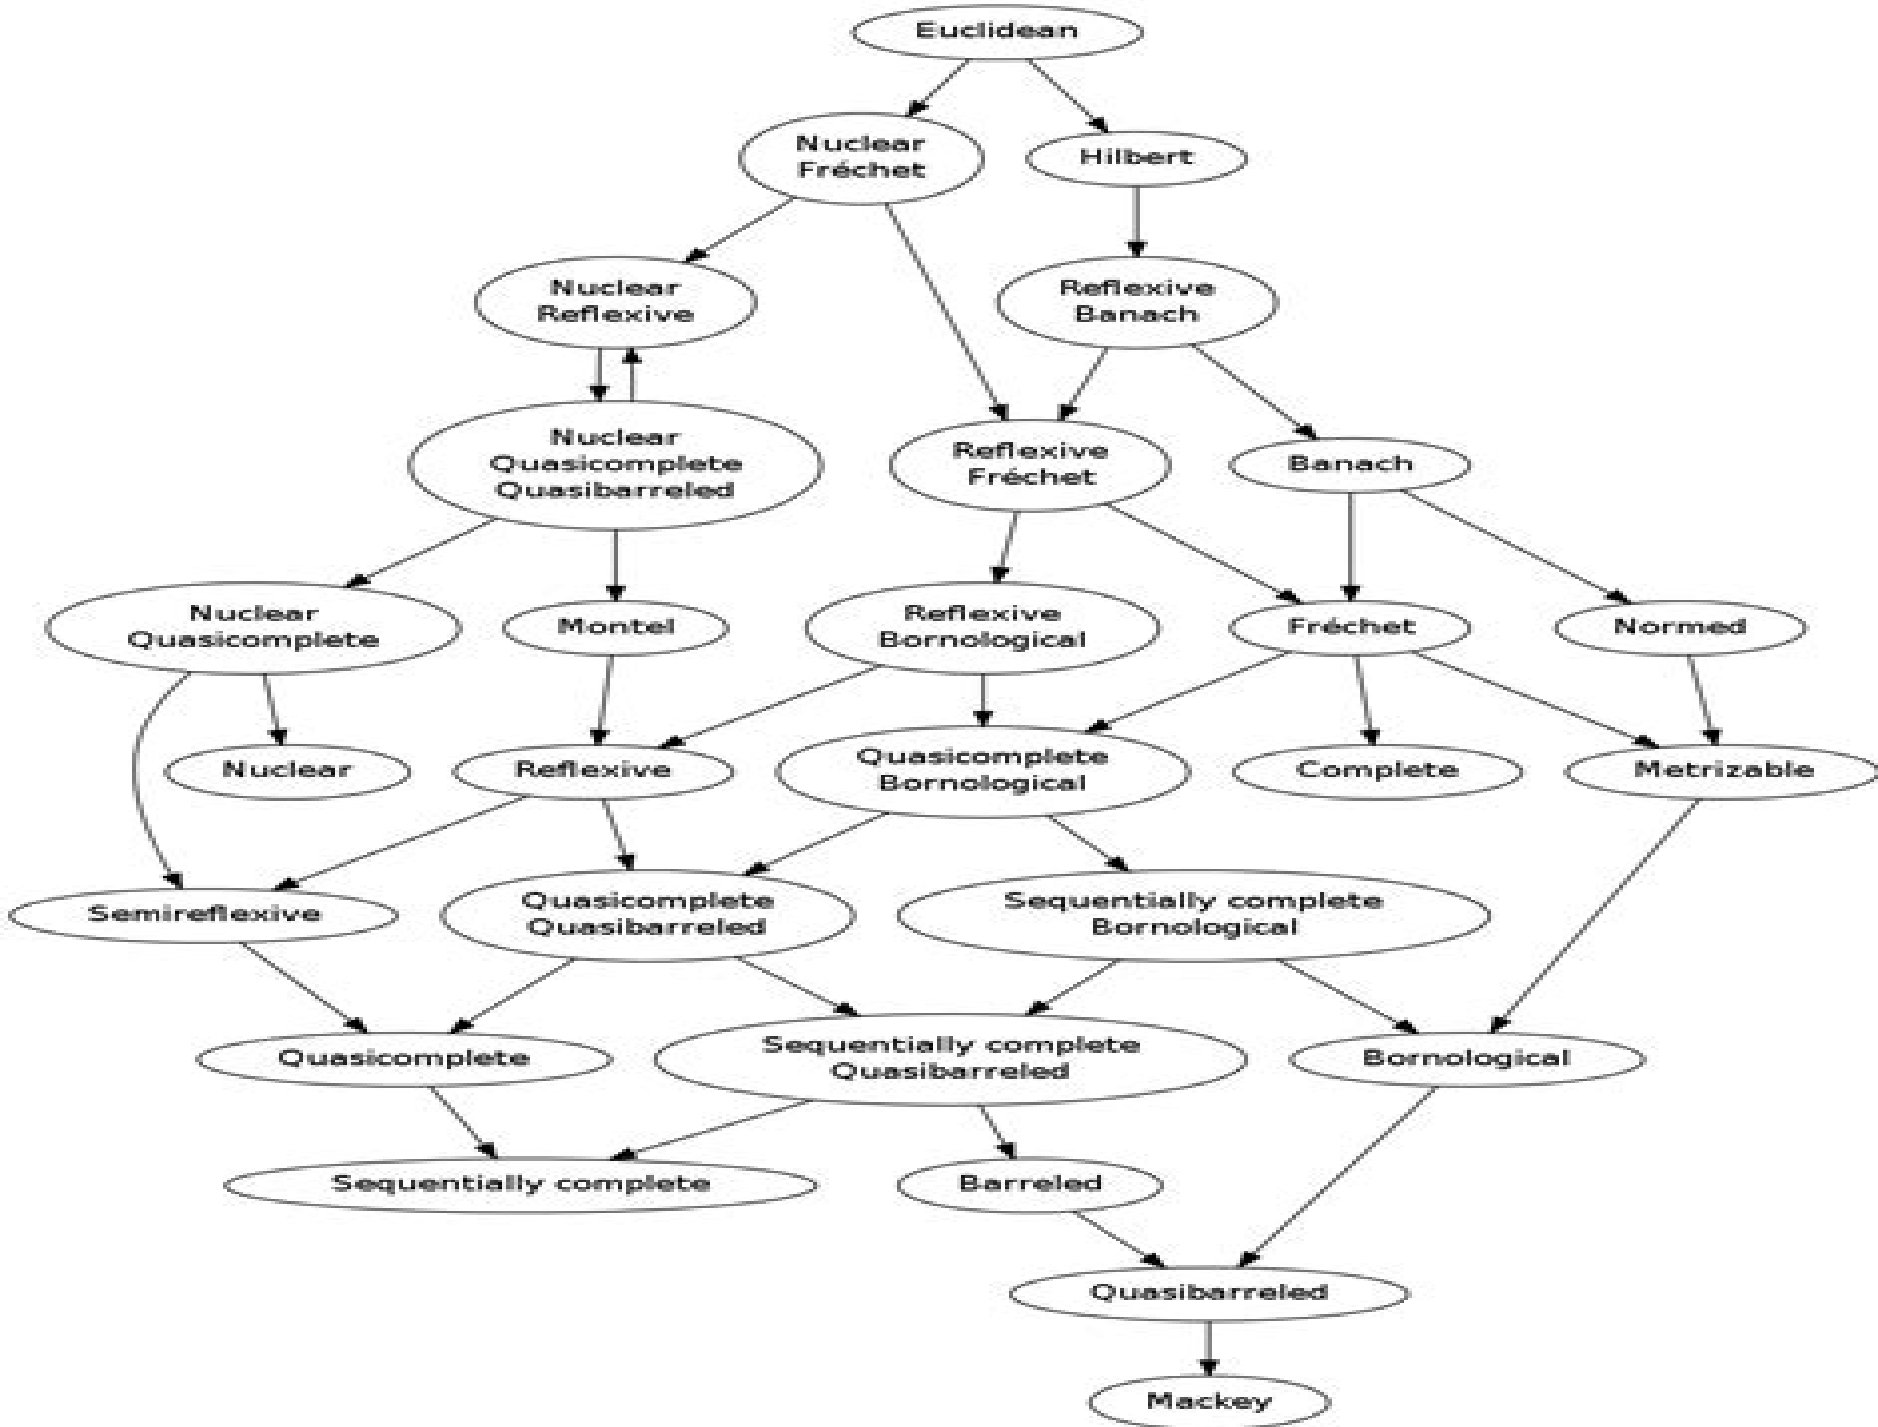 Euclidean
Nuclear
Fréchet
Hilbert
Nuclear
Reflexive
Reflexive
Banach
Nuclear
Quasicomplete
Quasibarreled
Reflexive
Fréchet
Banach
Nuclear
Quasicomplete
Montel
Reflexive
Bornological
Fréchet
Normed
Nuclear
Reflexive
Quasicomplete
Bornological
Complete
Metrizable
Semireflexive
Quasicomplete
Quasibarreled
Sequentially complete
Bornological
Quasicomplete
Sequentially complete
Quasibarreled
Bornological
Sequentially complete
Barreled
Quasibarreled
Mackey